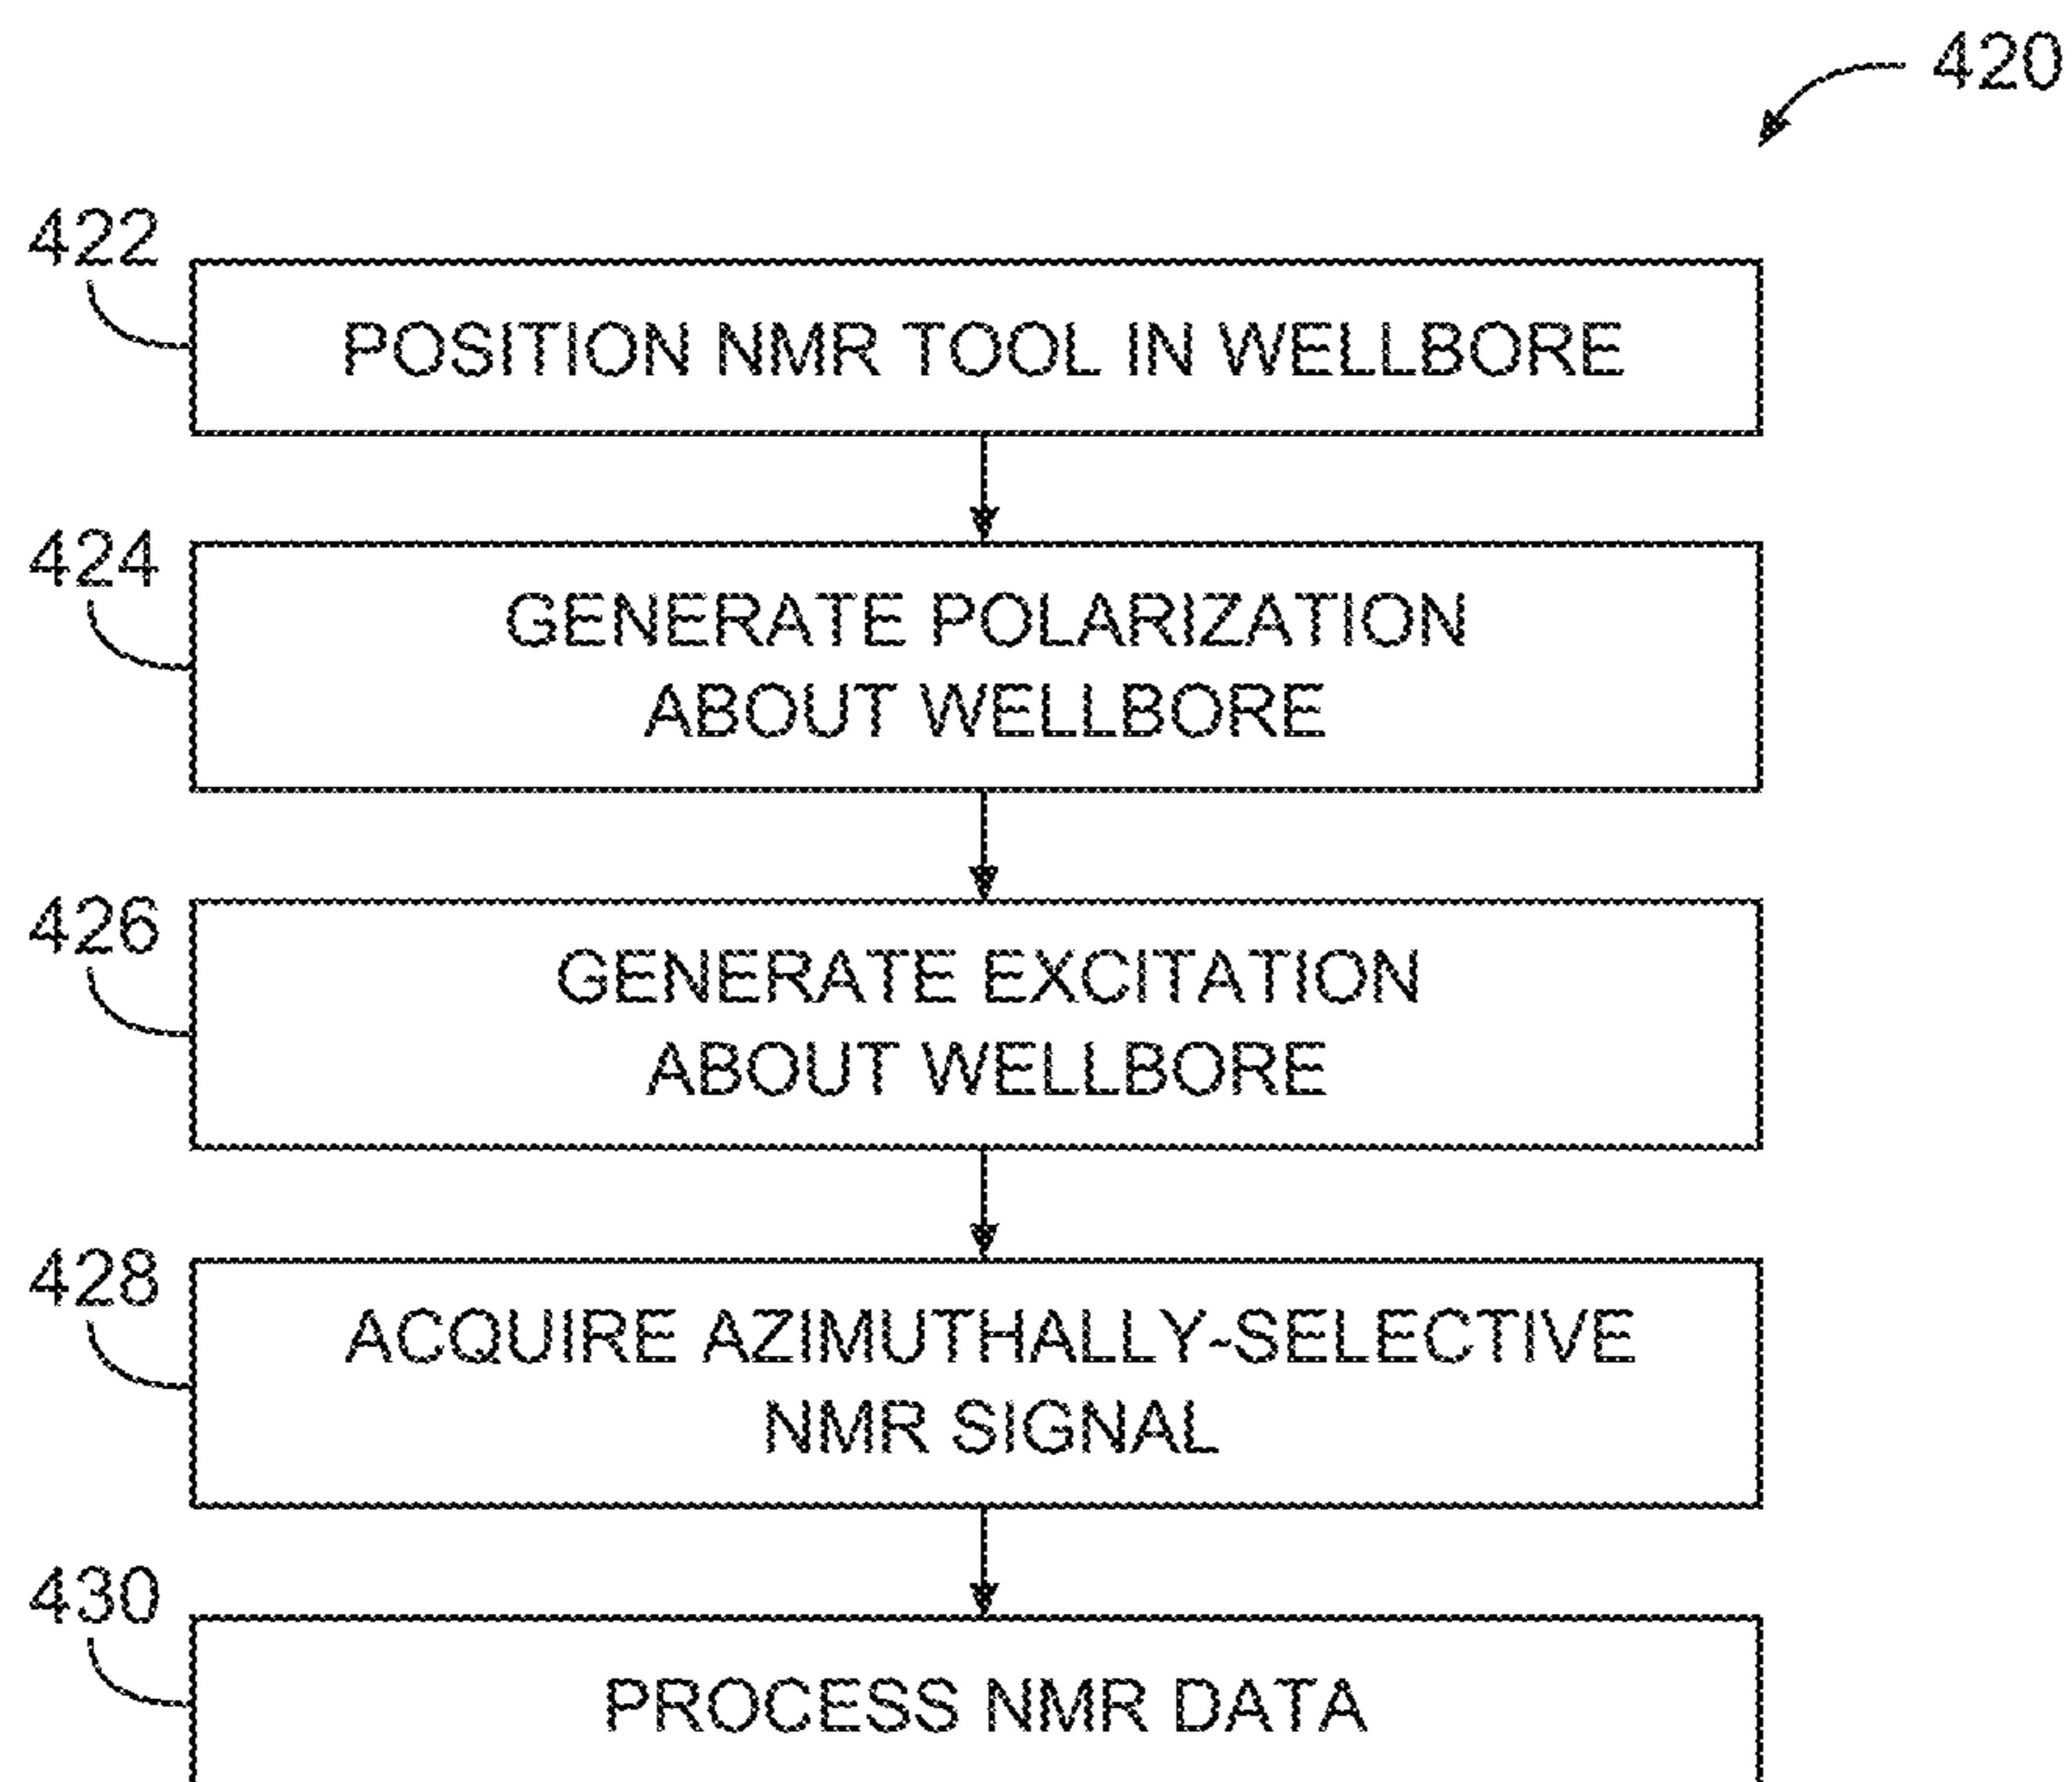 420
422
POSITION NMR TOOL IN WELLBORE
424
GENERATE POLARIZATION
ABOUT WELLBORE
426
GENERATE EXCITATION
ABOUT WELLBORE
428
ACQUIRE AZIMUTHALLY-SELECTIVE
NMR SIGNAL
430
PROCESS NMR DATA